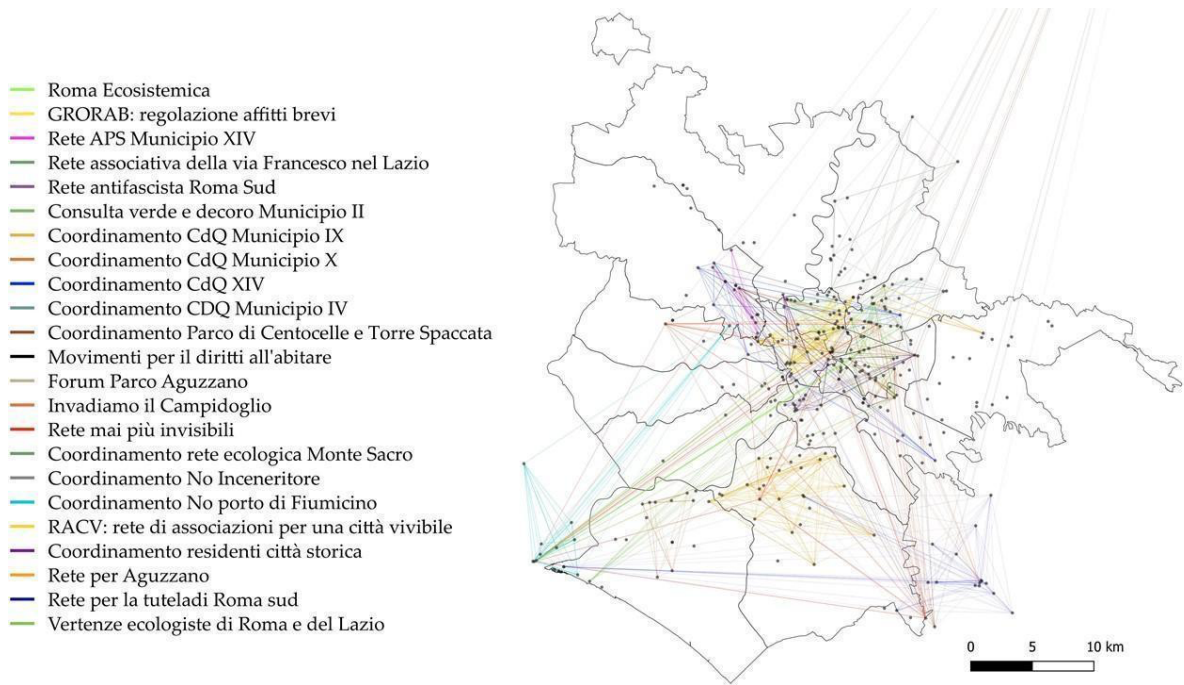 Roma Ecosistemica
GRORAB: regolazione affitti brevi
Rete APS Municipio XIV
Rete associativa della via Francesco nel Lazio
Rete antifascista Roma Sud
Consulta verde e decoro Municipio II
Coordinamento CdQ Municipio IX
Coordinamento CdQ Municipio X
Coordinamento CdQ XIV
Coordinamento CDQ Municipio IV
Coordinamento Parco di Centocelle e Torre Spaccata
Movimenti per il diritti all'abitare
Forum Parco Aguzzano
Invadiamo il Campidoglio
Rete mai più invisibili
Coordinamento rete ecologica Monte Sacro
Coordinamento No Inceneritore
Coordinamento No porto di Fiumicino
RACV: rete di associazioni per una città vivibile
Coordinamento residenti città storica
Rete per Aguzzano
Rete per la tuteladi Roma sud
Vertenze ecologiste di Roma e del Lazio
0 5 10 km